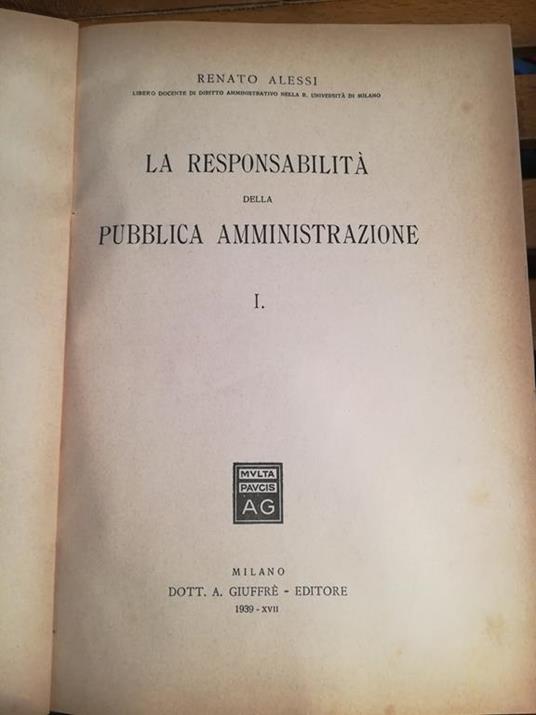 RENATO ALESSI
LIBERO DOCENTE DI DIRITTO AMMINISTRATIVO NELLA R. UNIVERSITÀ DI MILANO
LA RESPONSABILITÀ
DELLA
PUBBLICA AMMINISTRAZIONE
I.
MVLTA
PAVCIS
AG
MILANO
DOTT. A. GIUFFRÈ - EDITORE
1939 - XVII